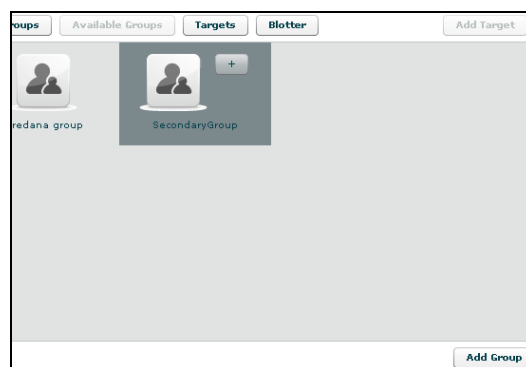 roups Available Groups Targets Blotter Add Target
+
redana group SecondaryGroup
Add Group